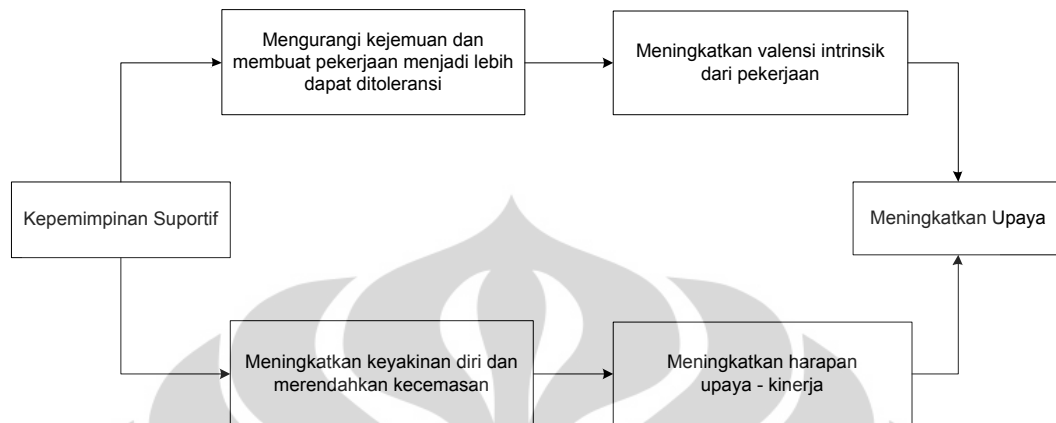 Mengurangi kejemuan dan
membuat pekerjaan menjadi lebih
dapat ditoleransi
Meningkatkan valensi intrinsik
dari pekerjaan
Kepemimpinan Suportif
Meningkatkan Upaya
Meningkatkan keyakinan diri dan
merendahkan kecemasan
Meningkatkan harapan
upaya - kinerja